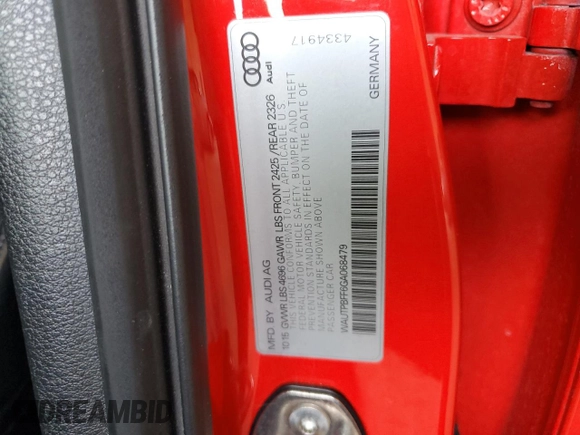 4334917
Audi
GERMANY
MFD. BY AUDI AG
10.15 GVWR LBS 4696 GAWR LBS FRONT 2425/REAR 2326
THIS VEHICLE CONFORMS TO ALL APPLICABLE U.S.
FEDERAL MOTOR VEHICLE SAFETY, BUMPER AND THEFT
PREVENTION STANDARDS IN EFFECT ON THE DATE OF
MANUFACTURE SHOWN ABOVE
PASSENGER CAR
WAUTPBFF6GA068479
DREAMBID